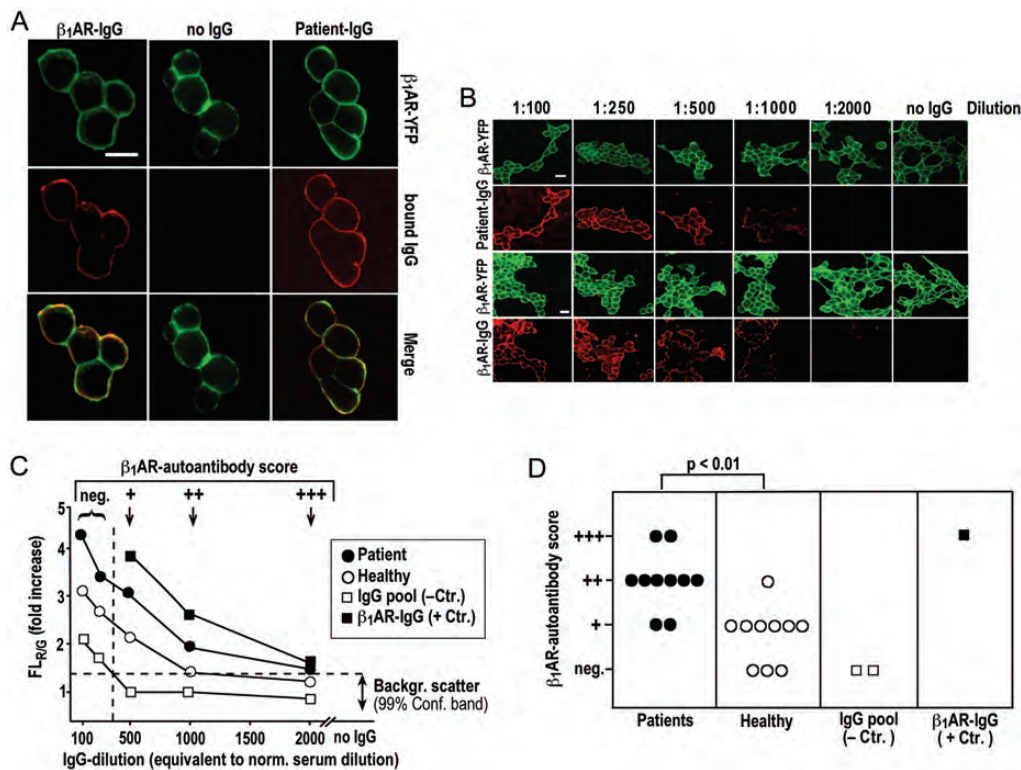 A
β₁AR-IgG no IgG Patient-IgG
β₁AR-YFP
bound IgG
Merge
B
1:100 1:250 1:500 1:1000 1:2000 no IgG Dilution
β₁AR-YFP
Patient-IgG
β₁AR-YFP
β₁AR-IgG
C
β₁AR-autoantibody score
neg. + ++ +++
FL_R/G (fold increase)
5
4
3
2
1
Patient
Healthy
IgG pool (–Ctr.)
β₁AR-IgG (+ Ctr.)
Backgr. scatter
(99% Conf. band)
100 500 1000 1500 2000 no IgG
IgG-dilution (equivalent to norm. serum dilution)
D
p < 0.01
β₁AR-autoantibody score
+++
++
+
neg.
Patients Healthy IgG pool β₁AR-IgG
(– Ctr.) (+ Ctr.)